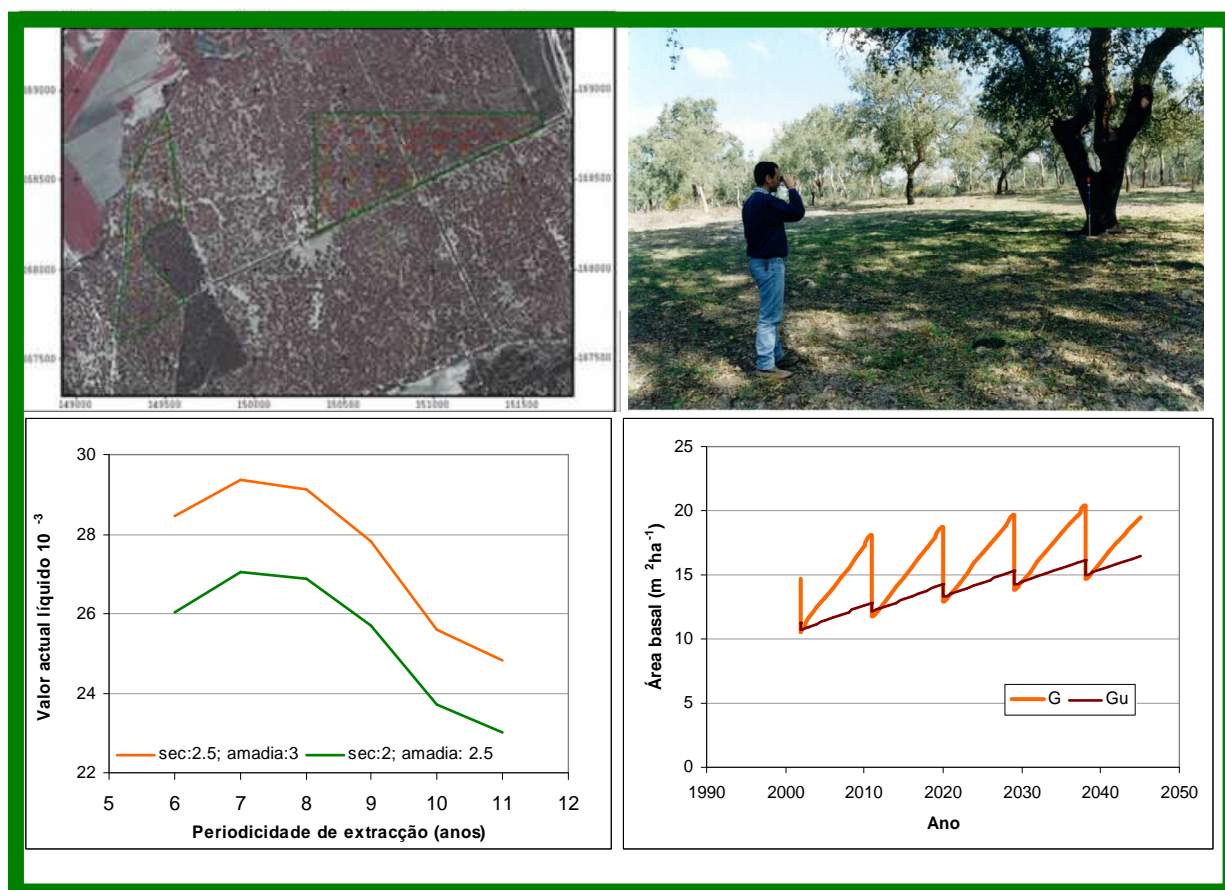 169000
168500
168000
167500
169000
168500
168000
167500
149000 149500 150000 150500 151000 151500
Valor actual líquido 10 -3
30
28
26
24
22
sec:2.5; amadia:3 sec:2; amadia: 2.5
5 6 7 8 9 10 11 12
Periodicidade de extracção (anos)
Área basal (m 2ha-1)
25
20
15
10
5
0
G Gu
1990 2000 2010 2020 2030 2040 2050
Ano